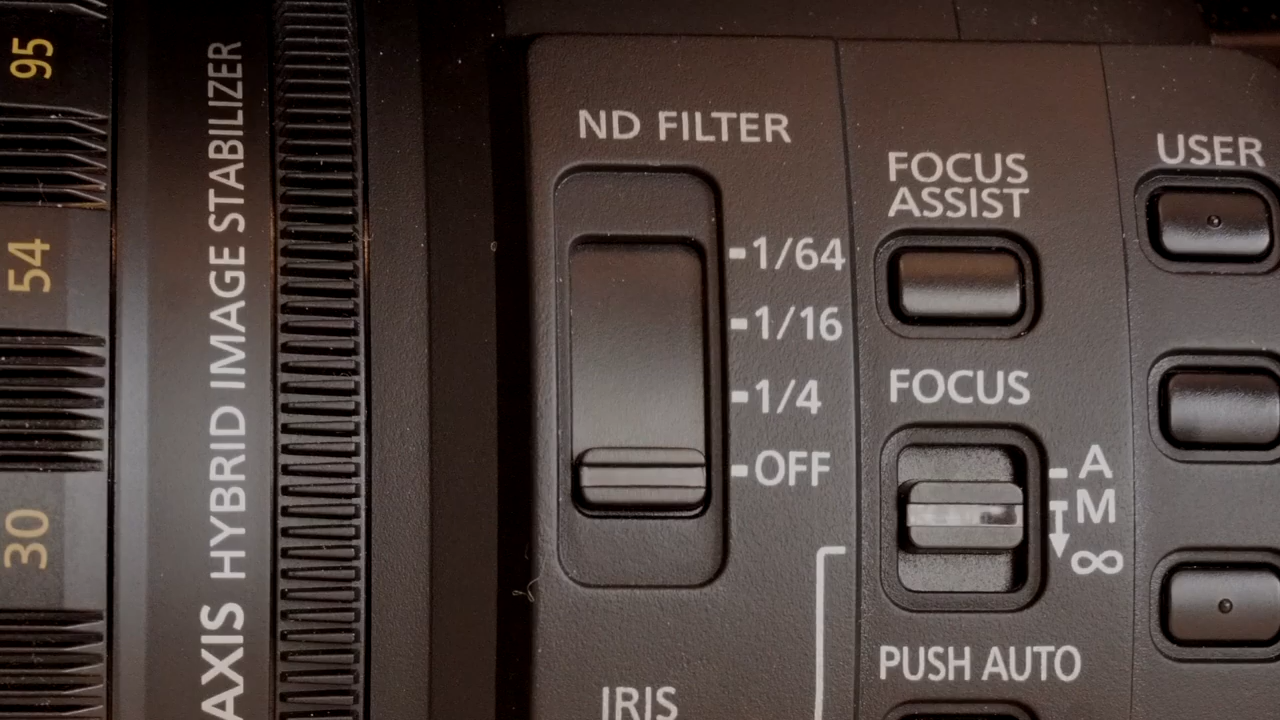 95
54
30
AXIS HYBRID IMAGE STABILIZER
ND FILTER
1/64
1/16
1/4
OFF
FOCUS
ASSIST
FOCUS
A
M
∞
PUSH AUTO
IRIS
USER